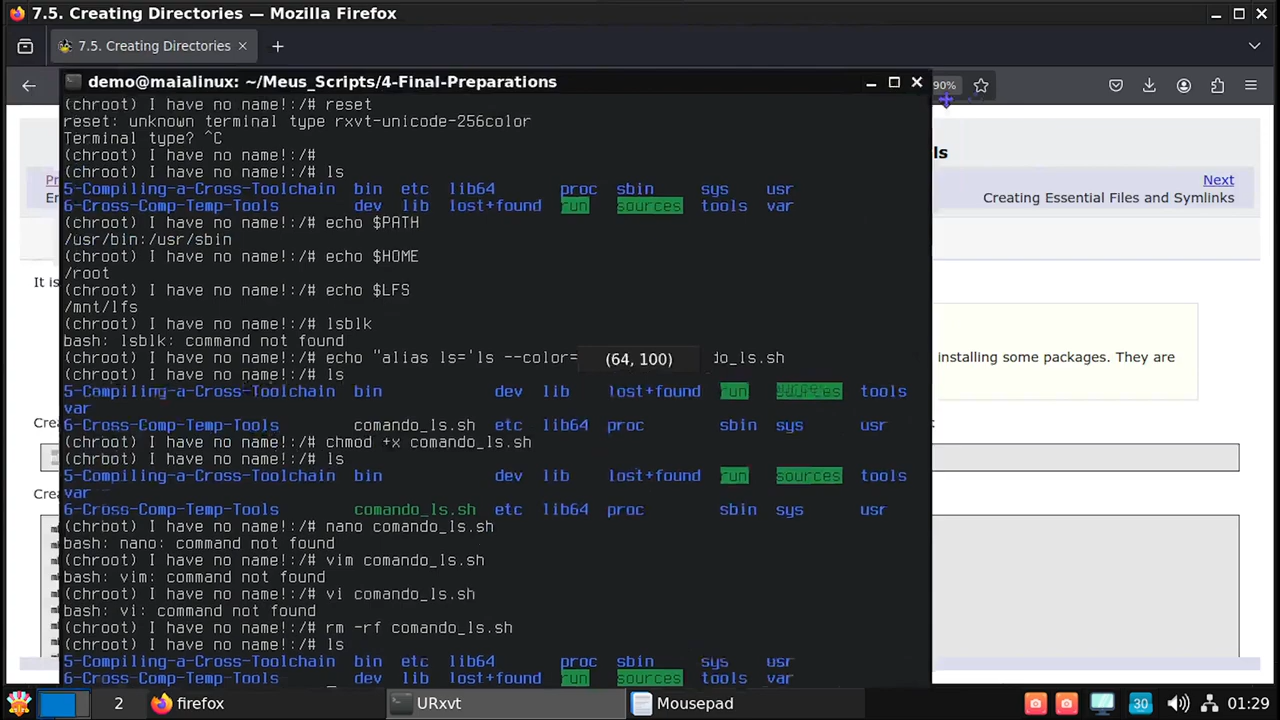 7.5. Creating Directories — Mozilla Firefox
7.5. Creating Directories
demo@maialinux: ~/Meus_Scripts/4-Final-Preparations
90%
(chroot) I have no name!:/# reset
reset: unknown terminal type rxvt-unicode-256color
Terminal type? ^C
(chroot) I have no name!:/#
(chroot) I have no name!:/# ls
5-Compiling-a-Cross-Toolchain bin etc lib64 proc sbin sys usr
6-Cross-Comp-Temp-Tools dev lib lost+found run sources tools var
(chroot) I have no name!:/# echo $PATH
/usr/bin:/usr/sbin
(chroot) I have no name!:/# echo $HOME
/root
(chroot) I have no name!:/# echo $LFS
/mnt/lfs
(chroot) I have no name!:/# lsblk
bash: lsblk: command not found
(chroot) I have no name!:/# echo "alias ls='ls --color= (64, 100) do_ls.sh
(chroot) I have no name!:/# ls
5-Compiling-a-Cross-Toolchain bin dev lib lost+found run sources tools
var
6-Cross-Comp-Temp-Tools comando_ls.sh etc lib64 proc sbin sys usr
(chroot) I have no name!:/# chmod +x comando_ls.sh
(chroot) I have no name!:/# ls
5-Compiling-a-Cross-Toolchain bin dev lib lost+found run sources tools
var
6-Cross-Comp-Temp-Tools comando_ls.sh etc lib64 proc sbin sys usr
(chroot) I have no name!:/# nano comando_ls.sh
bash: nano: command not found
(chroot) I have no name!:/# vim comando_ls.sh
bash: vim: command not found
(chroot) I have no name!:/# vi comando_ls.sh
bash: vi: command not found
(chroot) I have no name!:/# rm -rf comando_ls.sh
(chroot) I have no name!:/# ls
5-Compiling-a-Cross-Toolchain bin etc lib64 proc sbin sys usr
6-Cross-Comp-Temp-Tools dev lib lost+found run sources tools var
ls
Pr
Next
En
Creating Essential Files and Symlinks
It is
installing some packages. They are
Crea
Crea
2 firefox URxvt Mousepad 30 01:29